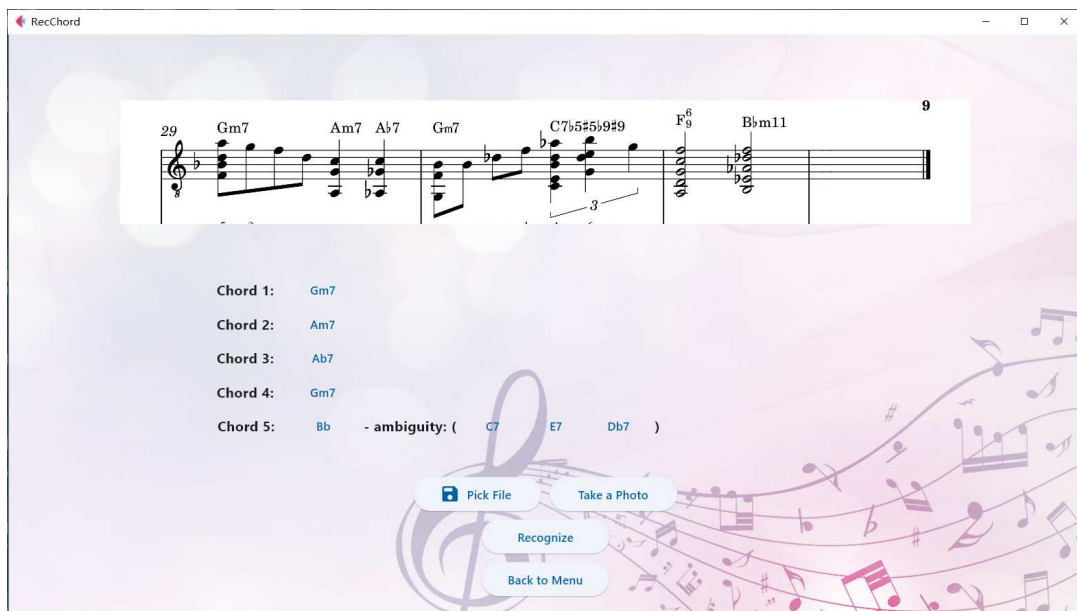 RecChord
9
29 Gm7 Am7 A♭7 Gm7 C7♭5♯5♭9♯9 F6/9 B♭m11
8
3
Chord 1: Gm7
Chord 2: Am7
Chord 3: Ab7
Chord 4: Gm7
Chord 5: Bb - ambiguity: ( C7 E7 Db7 )
Pick File Take a Photo
Recognize
Back to Menu